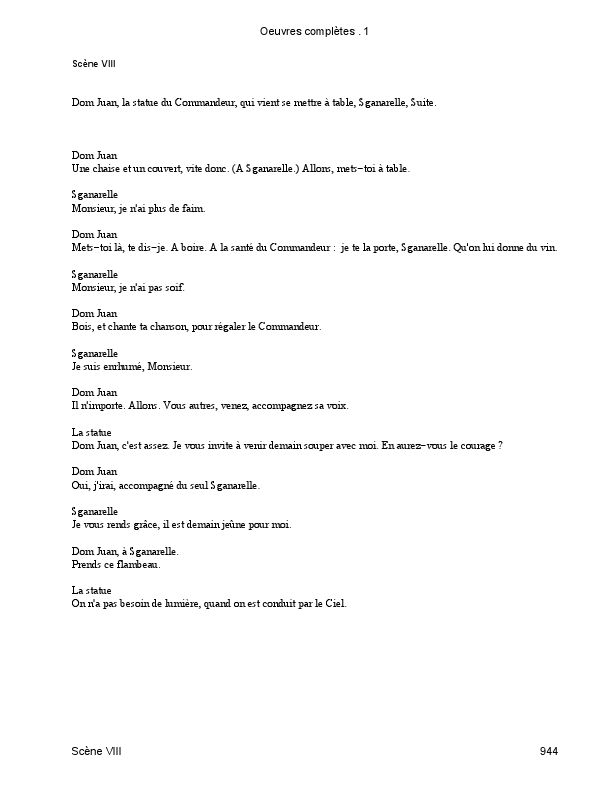 Oeuvres complètes . 1
Scène VIII
Dom Juan, la statue du Commandeur, qui vient se mettre à table, Sganarelle, Suite.
Dom Juan
Une chaise et un couvert, vite donc. (A Sganarelle.) Allons, mets−toi à table.
Sganarelle
Monsieur, je n'ai plus de faim.
Dom Juan
Mets−toi là, te dis−je. A boire. A la santé du Commandeur : je te la porte, Sganarelle. Qu'on lui donne du vin.
Sganarelle
Monsieur, je n'ai pas soif.
Dom Juan
Bois, et chante ta chanson, pour régaler le Commandeur.
Sganarelle
Je suis enrhumé, Monsieur.
Dom Juan
Il n'importe. Allons. Vous autres, venez, accompagnez sa voix.
La statue
Dom Juan, c'est assez. Je vous invite à venir demain souper avec moi. En aurez−vous le courage ?
Dom Juan
Oui, j'irai, accompagné du seul Sganarelle.
Sganarelle
Je vous rends grâce, il est demain jeûne pour moi.
Dom Juan, à Sganarelle.
Prends ce flambeau.
La statue
On n'a pas besoin de lumière, quand on est conduit par le Ciel.
Scène VIII 944